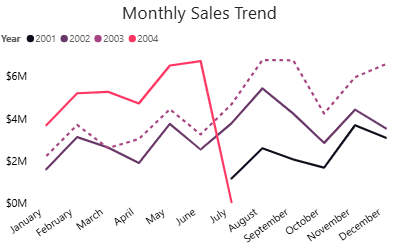 Monthly Sales Trend
Year 2001 2002 2003 2004
$6M
$4M
$2M
$0M
January February March April May June July August September October November December